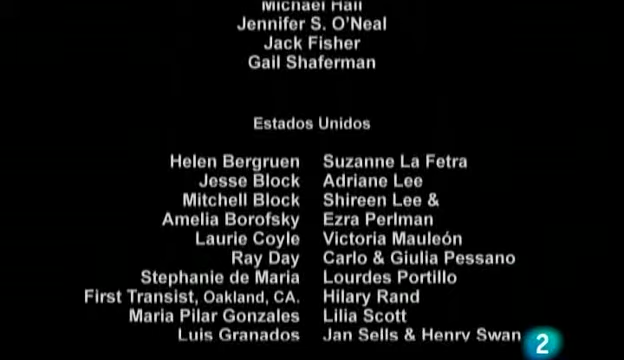 Michael Hall
Jennifer S. O'Neal
Jack Fisher
Gail Shaferman
Estados Unidos
Helen Bergruen Suzanne La Fetra
Jesse Block Adriane Lee
Mitchell Block Shireen Lee &
Amelia Borofsky Ezra Perlman
Laurie Coyle Victoria Mauleón
Ray Day Carlo & Giulia Pessano
Stephanie de Maria Lourdes Portillo
First Transist, Oakland, CA. Hilary Rand
Maria Pilar Gonzales Lilia Scott
Luis Granados Jan Sells & Henry Swan
2